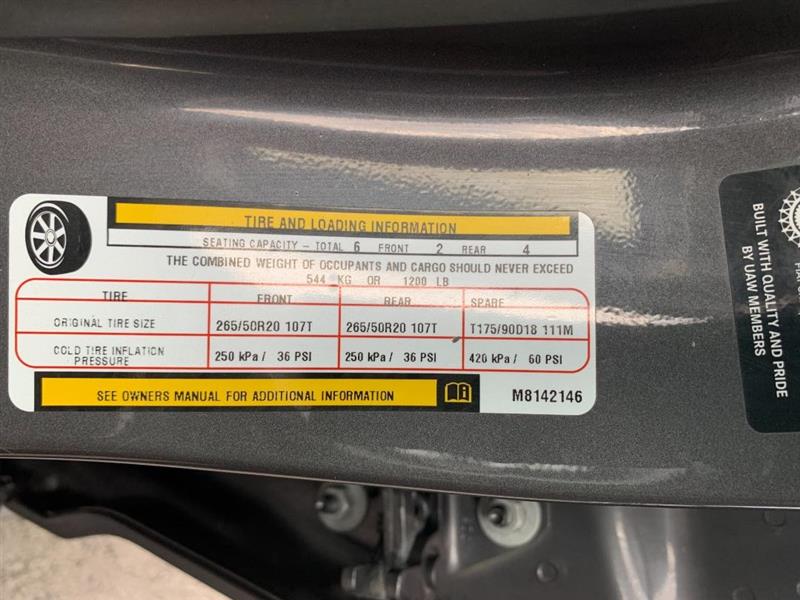 TIRE AND LOADING INFORMATION
SEATING CAPACITY – TOTAL 6 FRONT 2 REAR 4
THE COMBINED WEIGHT OF OCCUPANTS AND CARGO SHOULD NEVER EXCEED
544 KG OR 1200 LB
TIRE FRONT REAR SPARE
ORIGINAL TIRE SIZE 265/50R20 107T 265/50R20 107T T175/90D18 111M
COLD TIRE INFLATION PRESSURE 250 kPa / 36 PSI 250 kPa / 36 PSI 420 kPa / 60 PSI
SEE OWNERS MANUAL FOR ADDITIONAL INFORMATION
M8142146
BUILT WITH QUALITY AND PRIDE
BY UAW MEMBERS